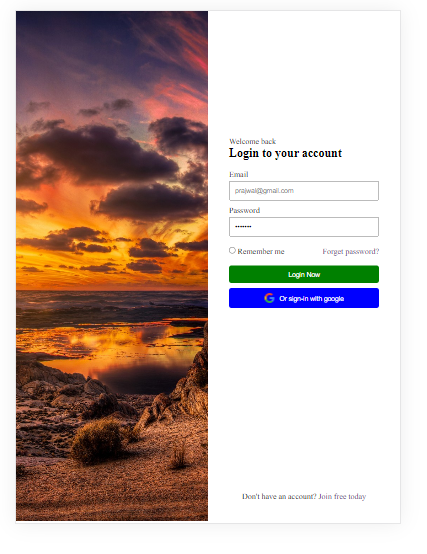 Welcome back
Login to your account
Email
prajwal@gmail.com
Password
•••••••
Remember me Forget password?
Login Now
Or sign-in with google
Don't have an account? Join free today